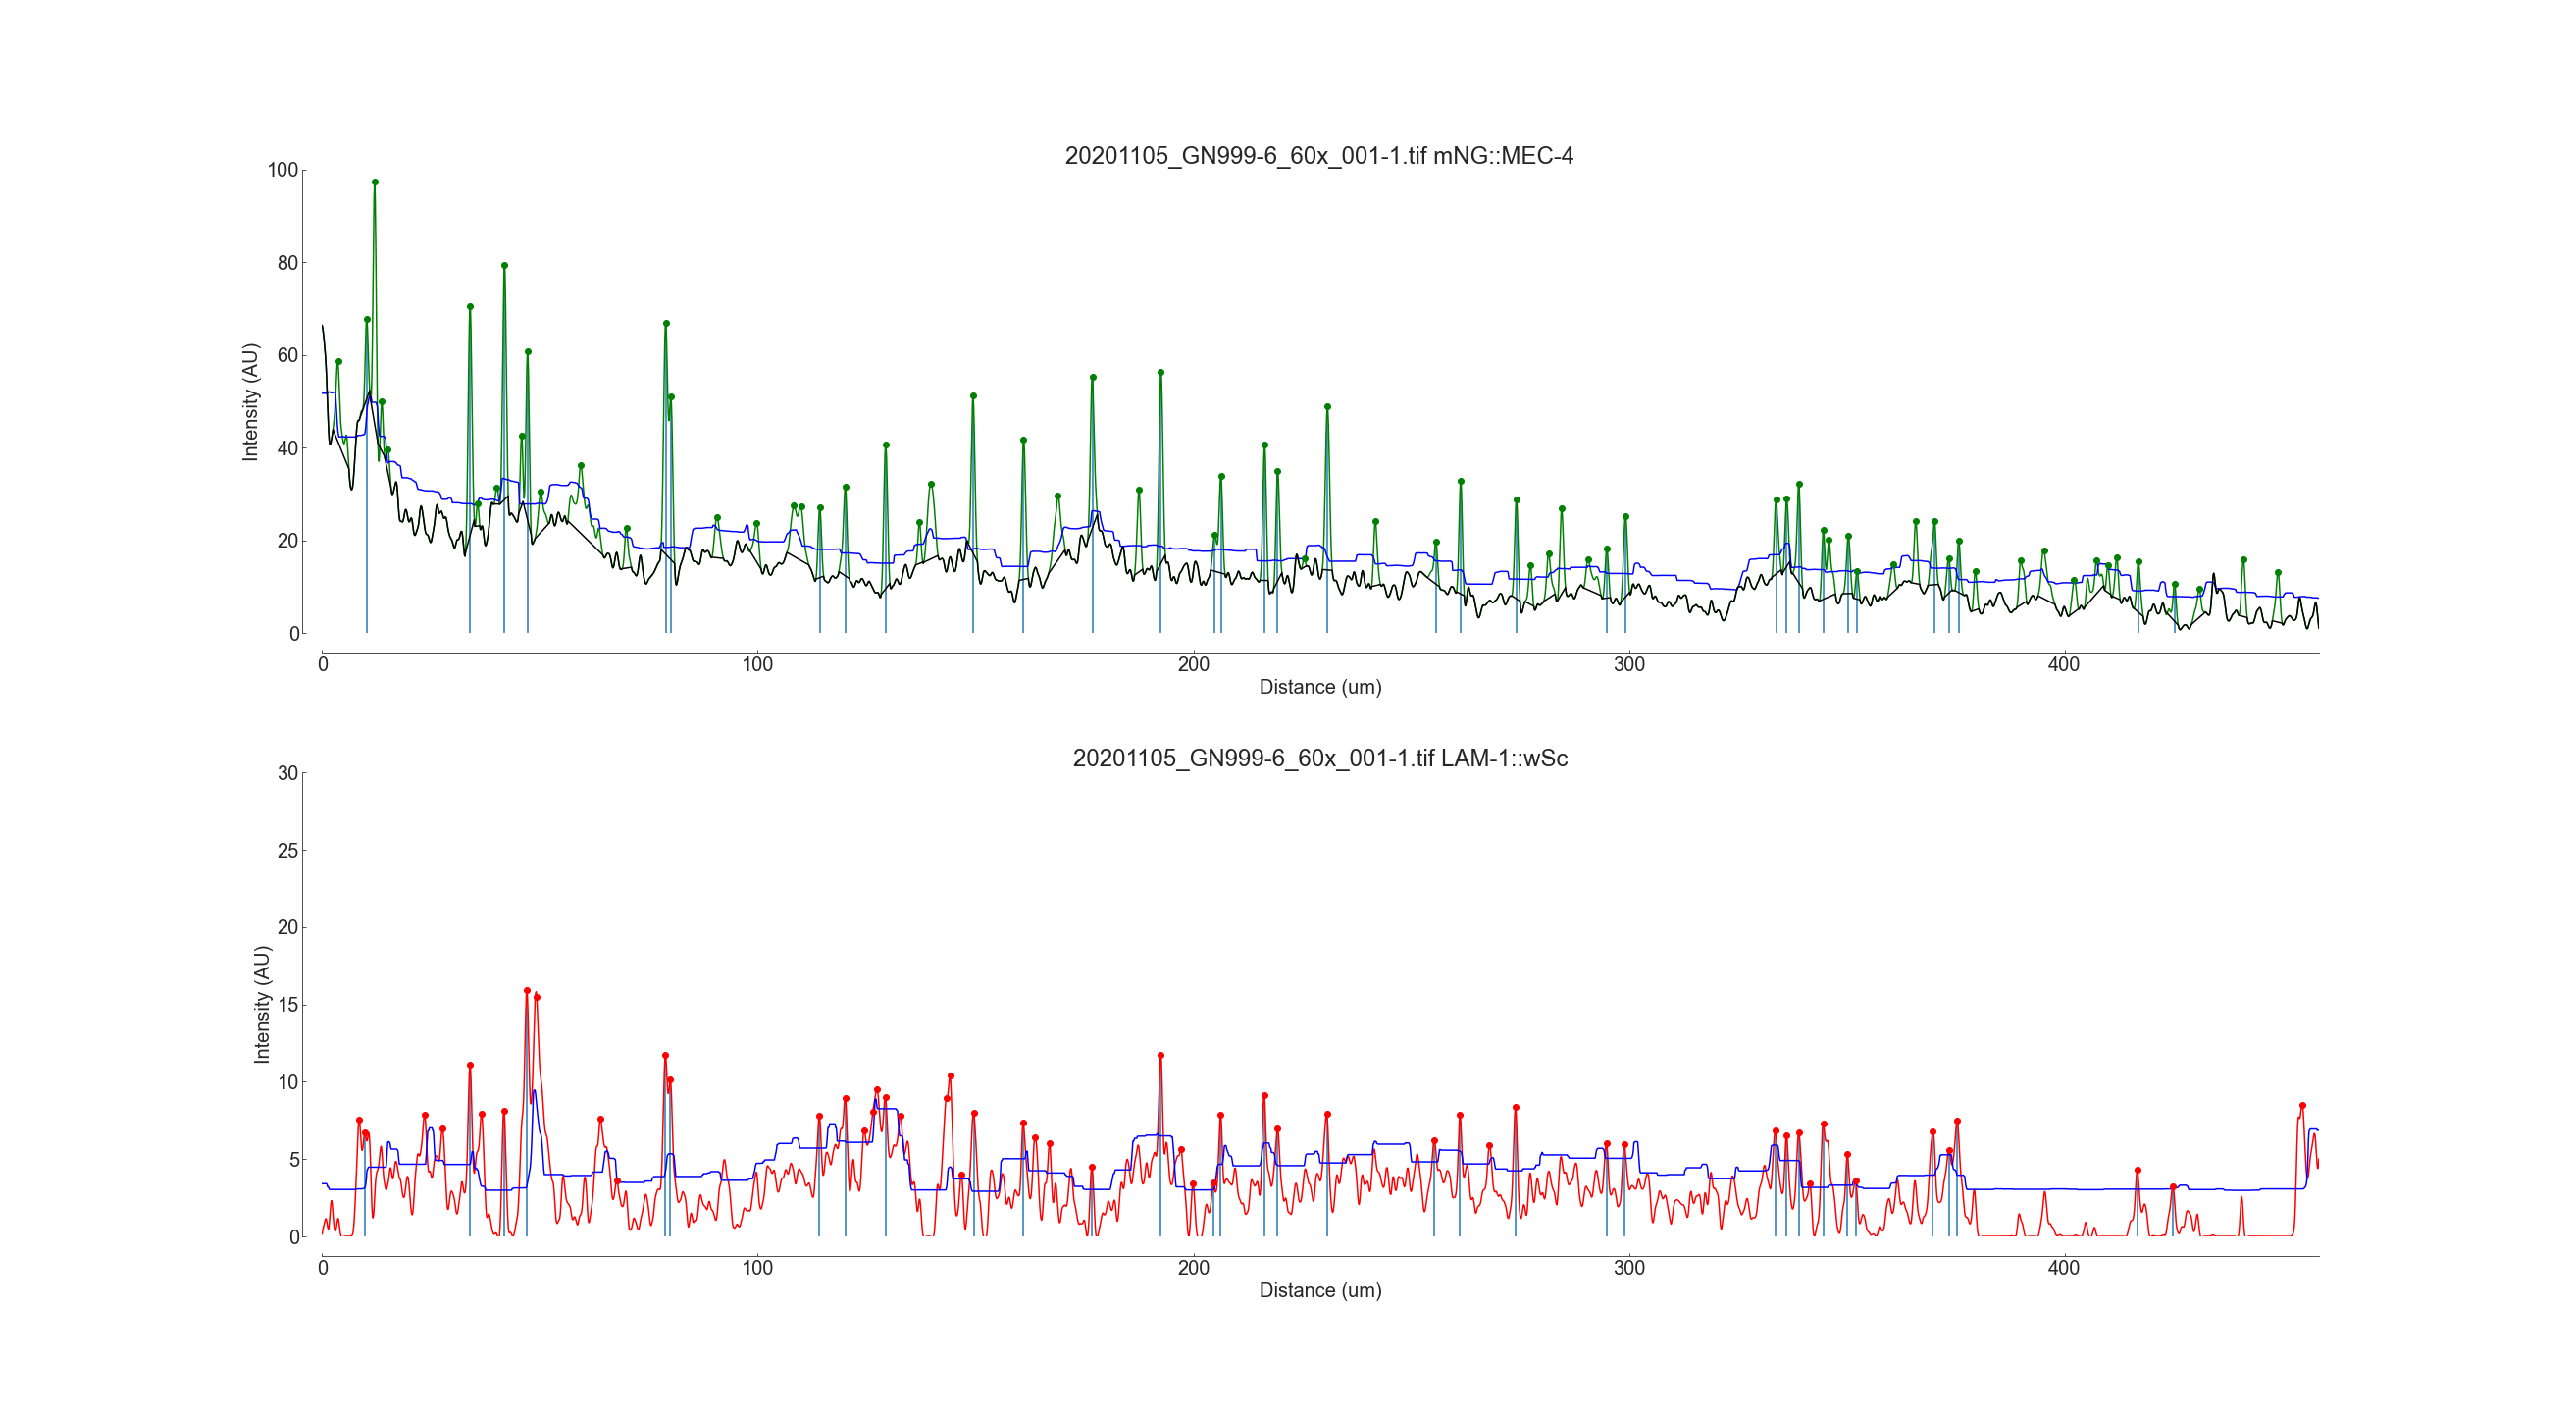 20201105_GN999-6_60x_001-1.tif mNG::MEC-4
100
80
60
40
20
0
Intensity (AU)
0 100 200 300 400
Distance (um)
20201105_GN999-6_60x_001-1.tif LAM-1::wSc
30
25
20
15
10
5
0
Intensity (AU)
0 100 200 300 400
Distance (um)